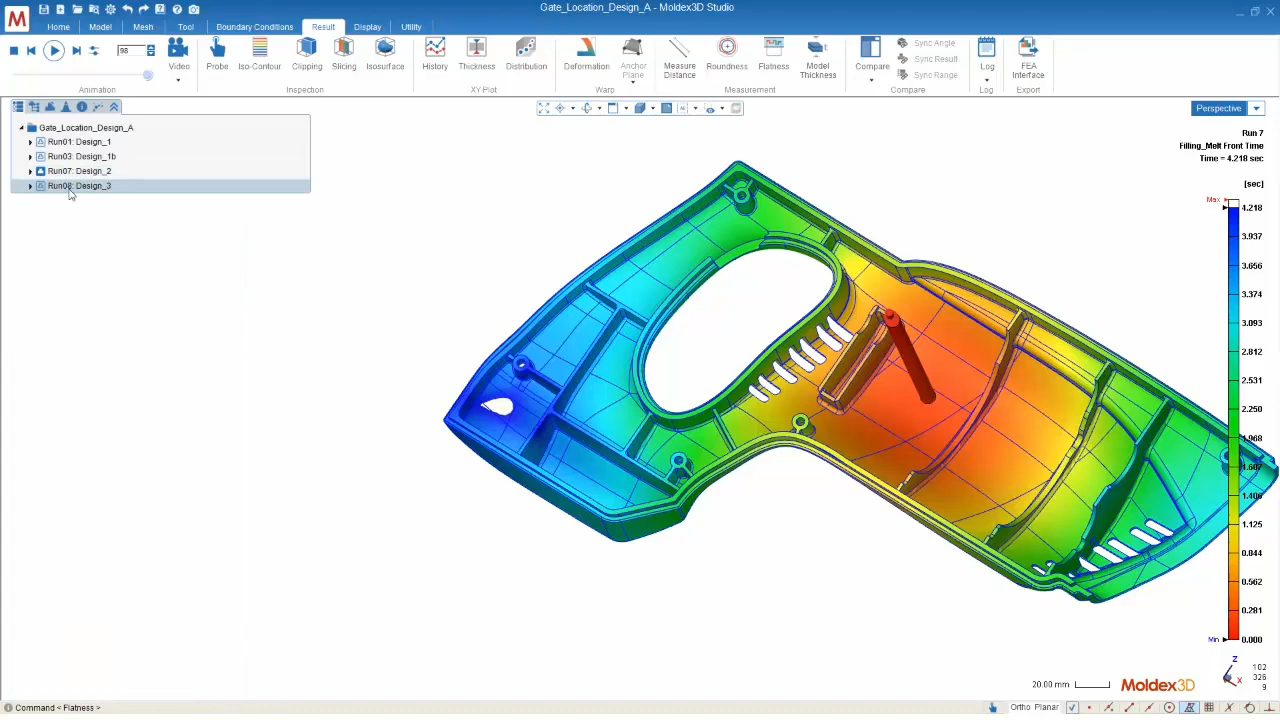 Gate_Location_Design_A - Moldex3D Studio
M
Home Model Mesh Tool Boundary Conditions Result Display Utility
98
Video Probe Iso-Contour Clipping Slicing Isosurface History Thickness Distribution Deformation Anchor Plane Measure Distance Roundness Flatness Model Thickness Compare Sync Angle Sync Result Sync Range Log FEA Interface
Animation Inspection XY Plot Warp Measurement Compare Log Export
Perspective
Gate_Location_Design_A
Run01: Design_1
Run03: Design_1b
Run07: Design_2
Run08: Design_3
Run 7
Filling_Melt Front Time
Time = 4.218 sec
[sec]
Max
4.218
3.937
3.656
3.374
3.093
2.812
2.531
2.250
1.968
1.687
1.406
1.125
0.844
0.562
0.281
Min 0.000
Z
X
102
326
9
20.00 mm
Moldex3D
Command < Flatness >
Ortho Planar